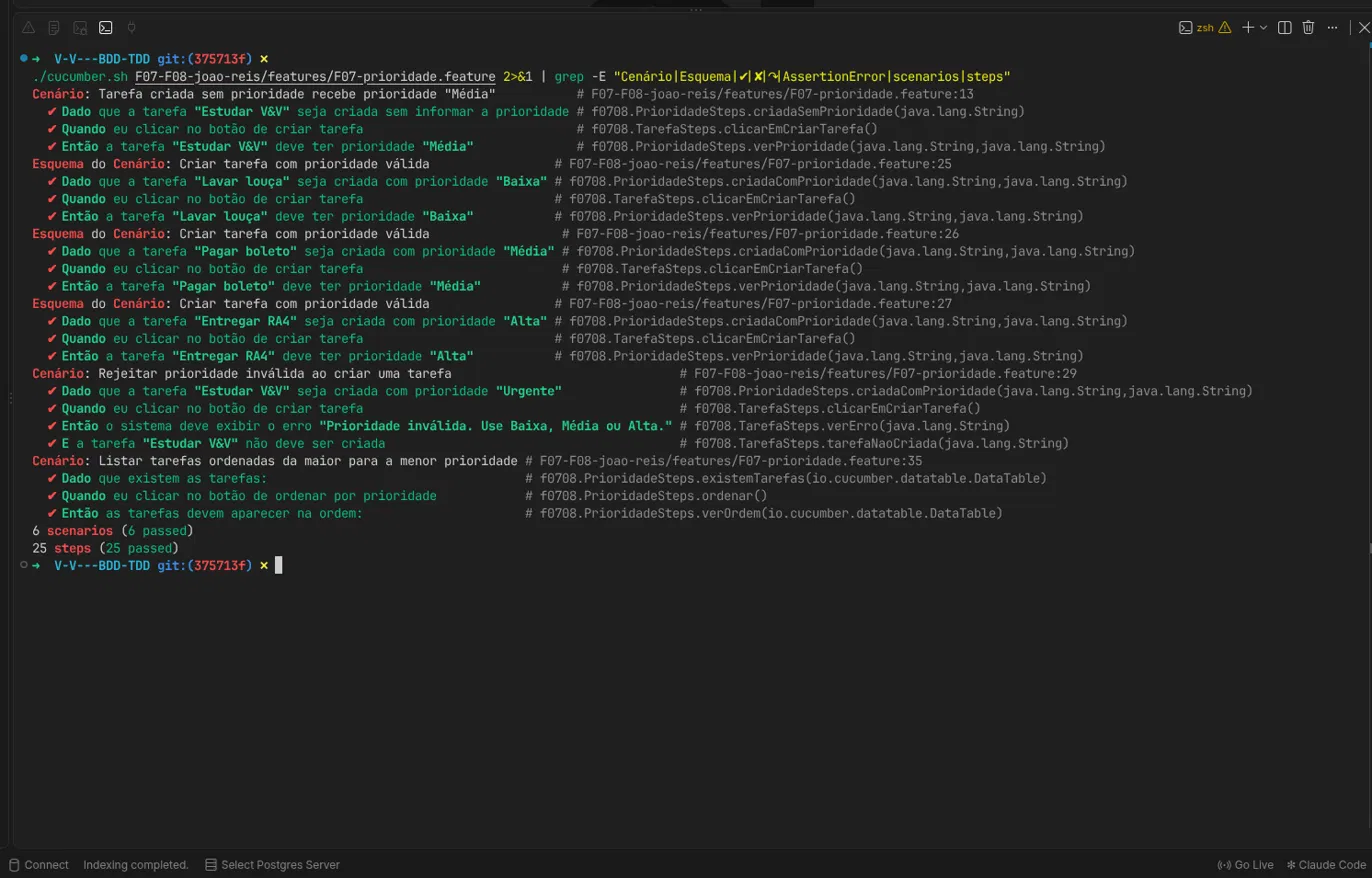 zsh
V-V---BDD-TDD git:(375713f) ×
./cucumber.sh F07-F08-joao-reis/features/F07-prioridade.feature 2>&1 | grep -E "Cenário|Esquema|✔|✘|↷|AssertionError|scenarios|steps"
Cenário: Tarefa criada sem prioridade recebe prioridade "Média" # F07-F08-joao-reis/features/F07-prioridade.feature:13
✔ Dado que a tarefa "Estudar V&V" seja criada sem informar a prioridade # f0708.PrioridadeSteps.criadaSemPrioridade(java.lang.String)
✔ Quando eu clicar no botão de criar tarefa # f0708.TarefaSteps.clicarEmCriarTarefa()
✔ Então a tarefa "Estudar V&V" deve ter prioridade "Média" # f0708.PrioridadeSteps.verPrioridade(java.lang.String,java.lang.String)
Esquema do Cenário: Criar tarefa com prioridade válida # F07-F08-joao-reis/features/F07-prioridade.feature:25
✔ Dado que a tarefa "Lavar louça" seja criada com prioridade "Baixa" # f0708.PrioridadeSteps.criadaComPrioridade(java.lang.String,java.lang.String)
✔ Quando eu clicar no botão de criar tarefa # f0708.TarefaSteps.clicarEmCriarTarefa()
✔ Então a tarefa "Lavar louça" deve ter prioridade "Baixa" # f0708.PrioridadeSteps.verPrioridade(java.lang.String,java.lang.String)
Esquema do Cenário: Criar tarefa com prioridade válida # F07-F08-joao-reis/features/F07-prioridade.feature:26
✔ Dado que a tarefa "Pagar boleto" seja criada com prioridade "Média" # f0708.PrioridadeSteps.criadaComPrioridade(java.lang.String,java.lang.String)
✔ Quando eu clicar no botão de criar tarefa # f0708.TarefaSteps.clicarEmCriarTarefa()
✔ Então a tarefa "Pagar boleto" deve ter prioridade "Média" # f0708.PrioridadeSteps.verPrioridade(java.lang.String,java.lang.String)
Esquema do Cenário: Criar tarefa com prioridade válida # F07-F08-joao-reis/features/F07-prioridade.feature:27
✔ Dado que a tarefa "Entregar RA4" seja criada com prioridade "Alta" # f0708.PrioridadeSteps.criadaComPrioridade(java.lang.String,java.lang.String)
✔ Quando eu clicar no botão de criar tarefa # f0708.TarefaSteps.clicarEmCriarTarefa()
✔ Então a tarefa "Entregar RA4" deve ter prioridade "Alta" # f0708.PrioridadeSteps.verPrioridade(java.lang.String,java.lang.String)
Cenário: Rejeitar prioridade inválida ao criar uma tarefa # F07-F08-joao-reis/features/F07-prioridade.feature:29
✔ Dado que a tarefa "Estudar V&V" seja criada com prioridade "Urgente" # f0708.PrioridadeSteps.criadaComPrioridade(java.lang.String,java.lang.String)
✔ Quando eu clicar no botão de criar tarefa # f0708.TarefaSteps.clicarEmCriarTarefa()
✔ Então o sistema deve exibir o erro "Prioridade inválida. Use Baixa, Média ou Alta." # f0708.TarefaSteps.verErro(java.lang.String)
✔ E a tarefa "Estudar V&V" não deve ser criada # f0708.TarefaSteps.tarefaNaoCriada(java.lang.String)
Cenário: Listar tarefas ordenadas da maior para a menor prioridade # F07-F08-joao-reis/features/F07-prioridade.feature:35
✔ Dado que existem as tarefas: # f0708.PrioridadeSteps.existemTarefas(io.cucumber.datatable.DataTable)
✔ Quando eu clicar no botão de ordenar por prioridade # f0708.PrioridadeSteps.ordenar()
✔ Então as tarefas devem aparecer na ordem: # f0708.PrioridadeSteps.verOrdem(io.cucumber.datatable.DataTable)
6 scenarios (6 passed)
25 steps (25 passed)
V-V---BDD-TDD git:(375713f) ×
Connect Indexing completed. Select Postgres Server Go Live Claude Code